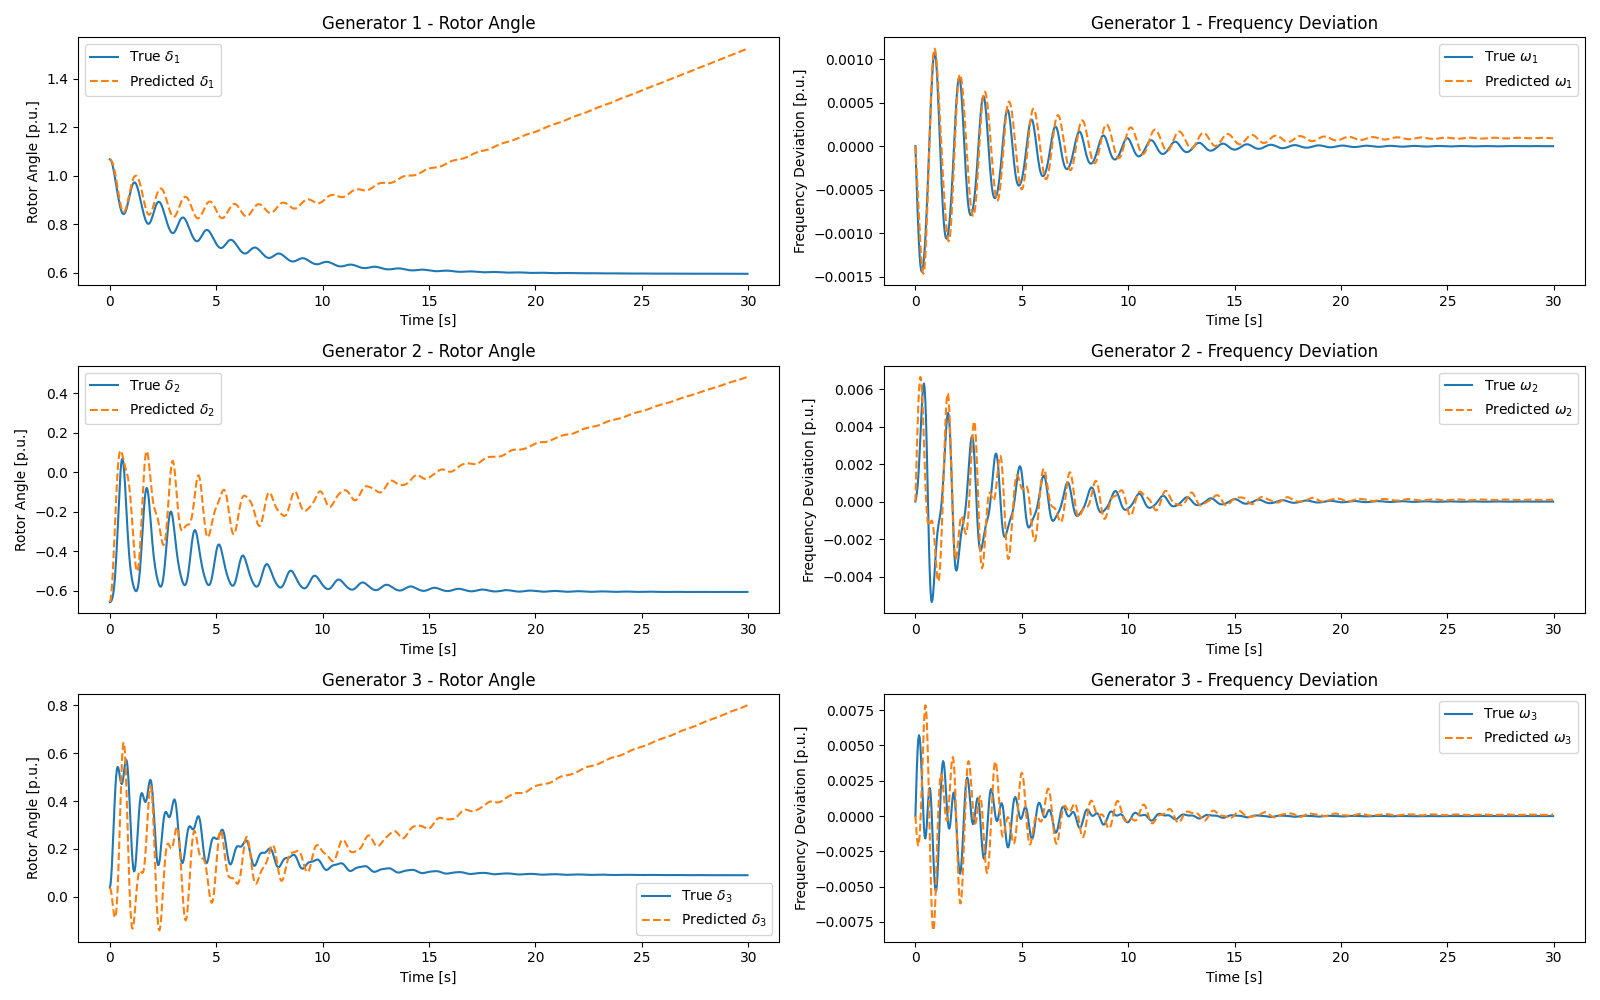 Generator 1 - Rotor Angle
Rotor Angle [p.u.]
1.4
1.2
1.0
0.8
0.6
True δ₁
Predicted δ₁
0 5 10 15 20 25 30
Time [s]
Generator 1 - Frequency Deviation
Frequency Deviation [p.u.]
0.0010
0.0005
0.0000
−0.0005
−0.0010
−0.0015
True ω₁
Predicted ω₁
0 5 10 15 20 25 30
Time [s]
Generator 2 - Rotor Angle
Rotor Angle [p.u.]
0.4
0.2
0.0
−0.2
−0.4
−0.6
True δ₂
Predicted δ₂
0 5 10 15 20 25 30
Time [s]
Generator 2 - Frequency Deviation
Frequency Deviation [p.u.]
0.006
0.004
0.002
0.000
−0.002
−0.004
True ω₂
Predicted ω₂
0 5 10 15 20 25 30
Time [s]
Generator 3 - Rotor Angle
Rotor Angle [p.u.]
0.8
0.6
0.4
0.2
0.0
True δ₃
Predicted δ₃
0 5 10 15 20 25 30
Time [s]
Generator 3 - Frequency Deviation
Frequency Deviation [p.u.]
0.0075
0.0050
0.0025
0.0000
−0.0025
−0.0050
−0.0075
True ω₃
Predicted ω₃
0 5 10 15 20 25 30
Time [s]